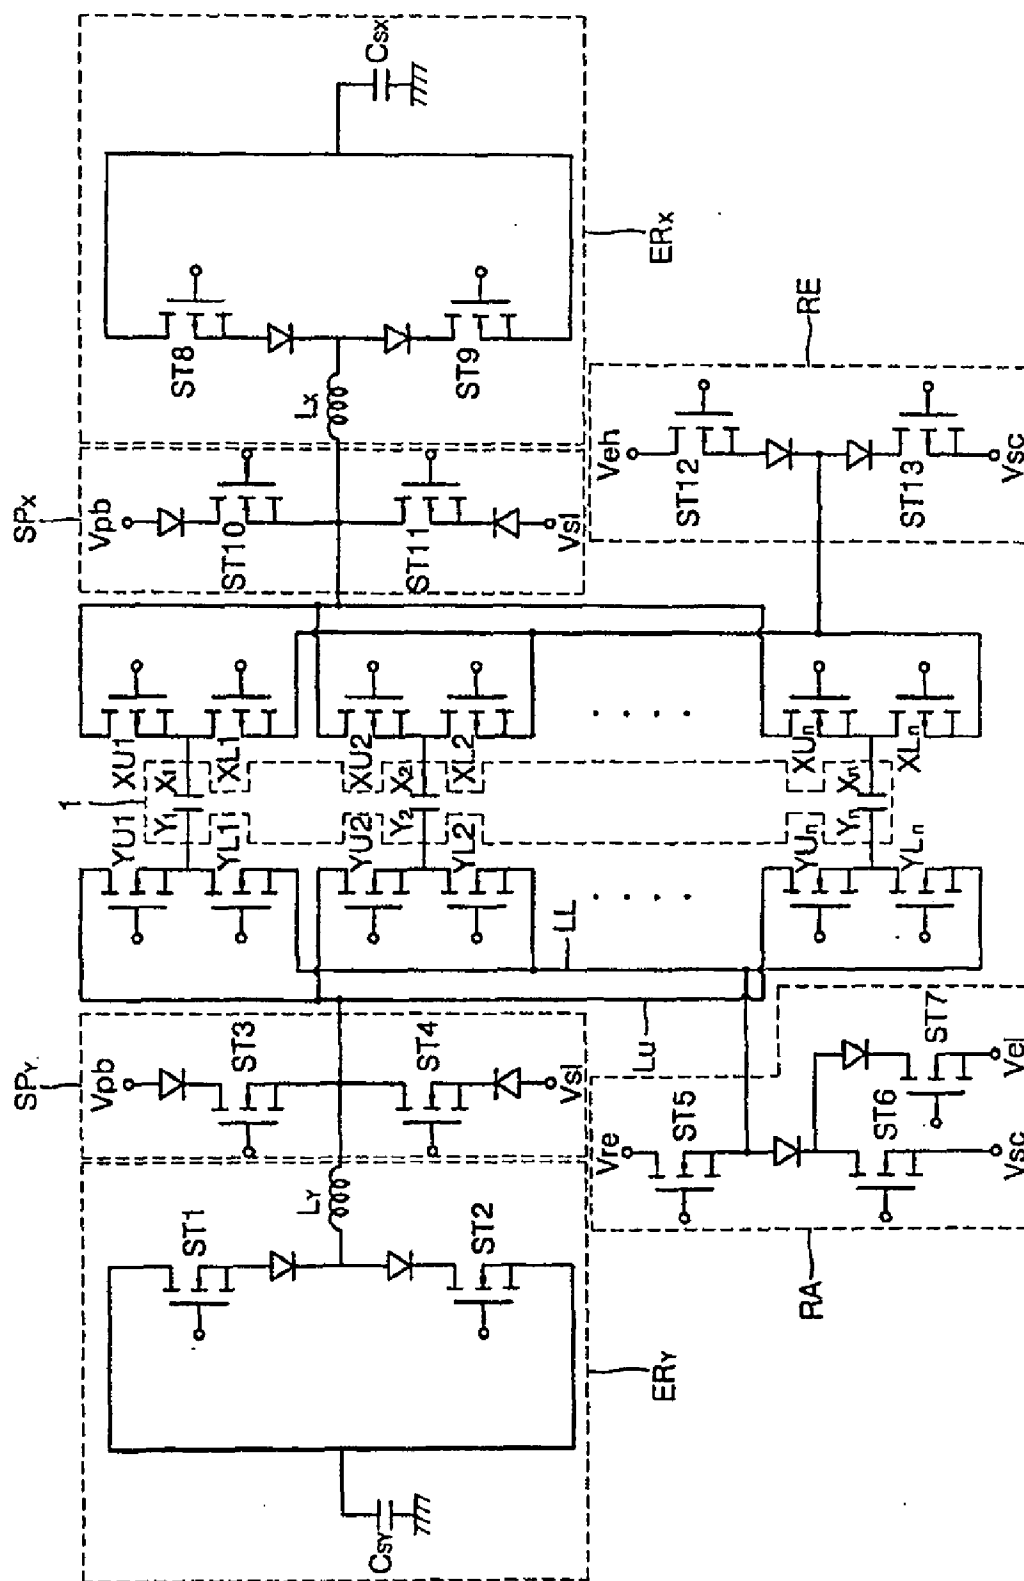 CSX
ERX
ST8
ST9
LX
RE
Veh
ST12
ST13
Vsc
SPX
Vpb
ST10
ST11
Vsl
1
XU1
X1
XL1
XU2
X2
XL2
XUn
Xn
XLn
YU1
Y1
YL1
YU2
Y2
YL2
YUn
Yn
YLn
LL
Lu
SPY
Vpb
ST3
ST4
Vsl
ST7
Vel
Vre
ST5
ST6
Vsc
RA
LY
ST1
ST2
ERY
CSY